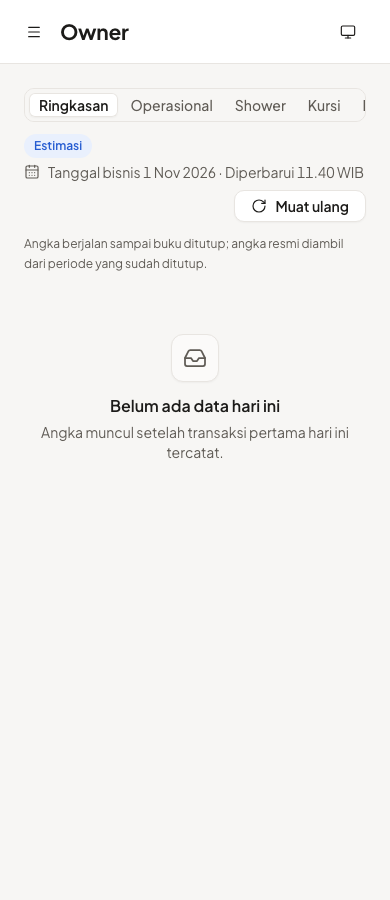 Owner
Ringkasan Operasional Shower Kursi
Estimasi
Tanggal bisnis 1 Nov 2026 · Diperbarui 11.40 WIB
Muat ulang
Angka berjalan sampai buku ditutup; angka resmi diambil
dari periode yang sudah ditutup.
Belum ada data hari ini
Angka muncul setelah transaksi pertama hari ini
tercatat.